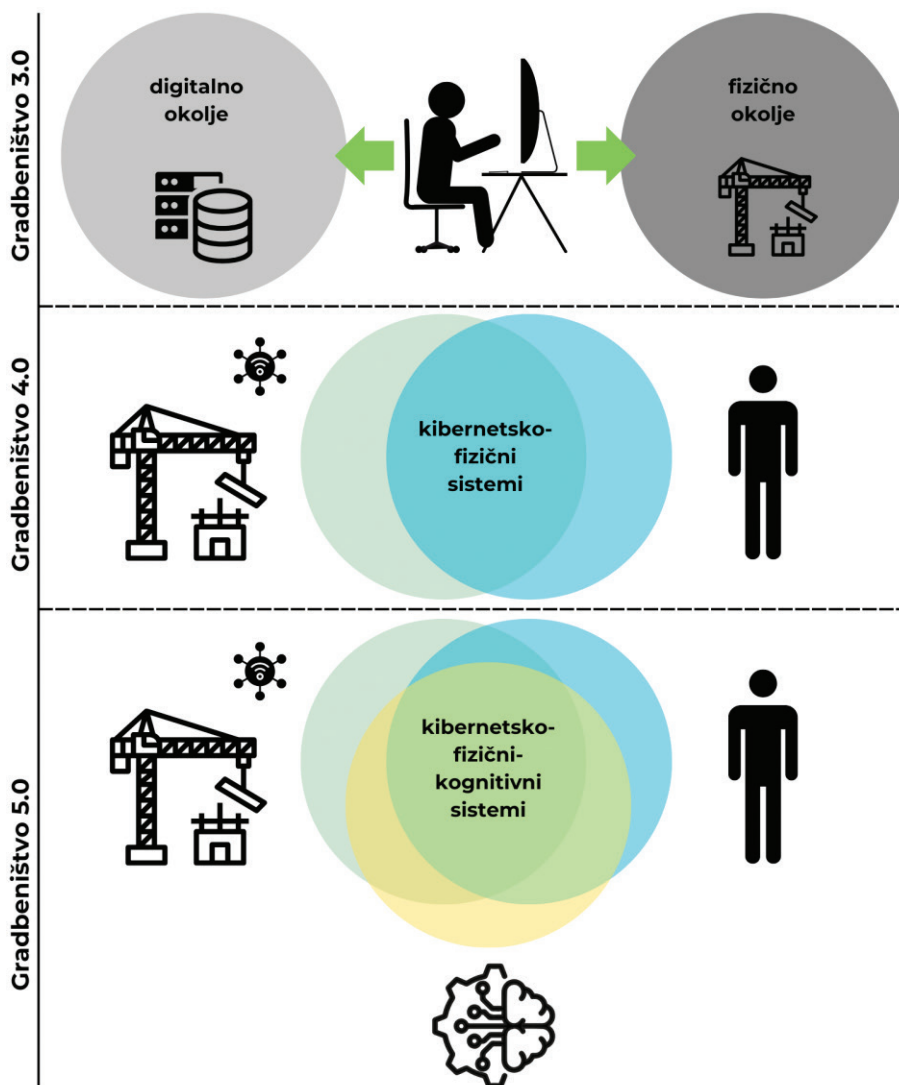 Gradbeništvo 3.0
digitalno
okolje
fizično
okolje
Gradbeništvo 4.0
kibernetsko-
fizični
sistemi
Gradbeništvo 5.0
kibernetsko-
fizični-
kognitivni
sistemi